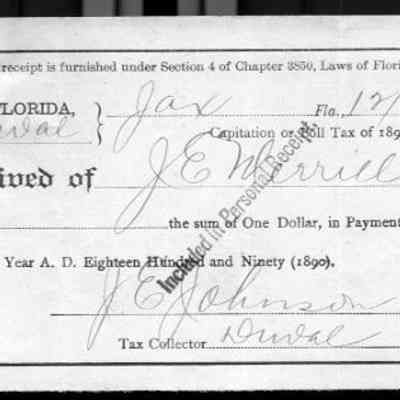 receipt is furnished under Section 4 of Chapter 3850, Laws of Flori
FLORIDA, } Jax Fla., 12/
Duval Capitation or Poll Tax of 189
ived of J E Merrill
the sum of One Dollar, in Payment
Year A. D. Eighteen Hundred and Ninety (1890).
Included in Personal Receipt.
J E Johnson
Tax Collector Duval